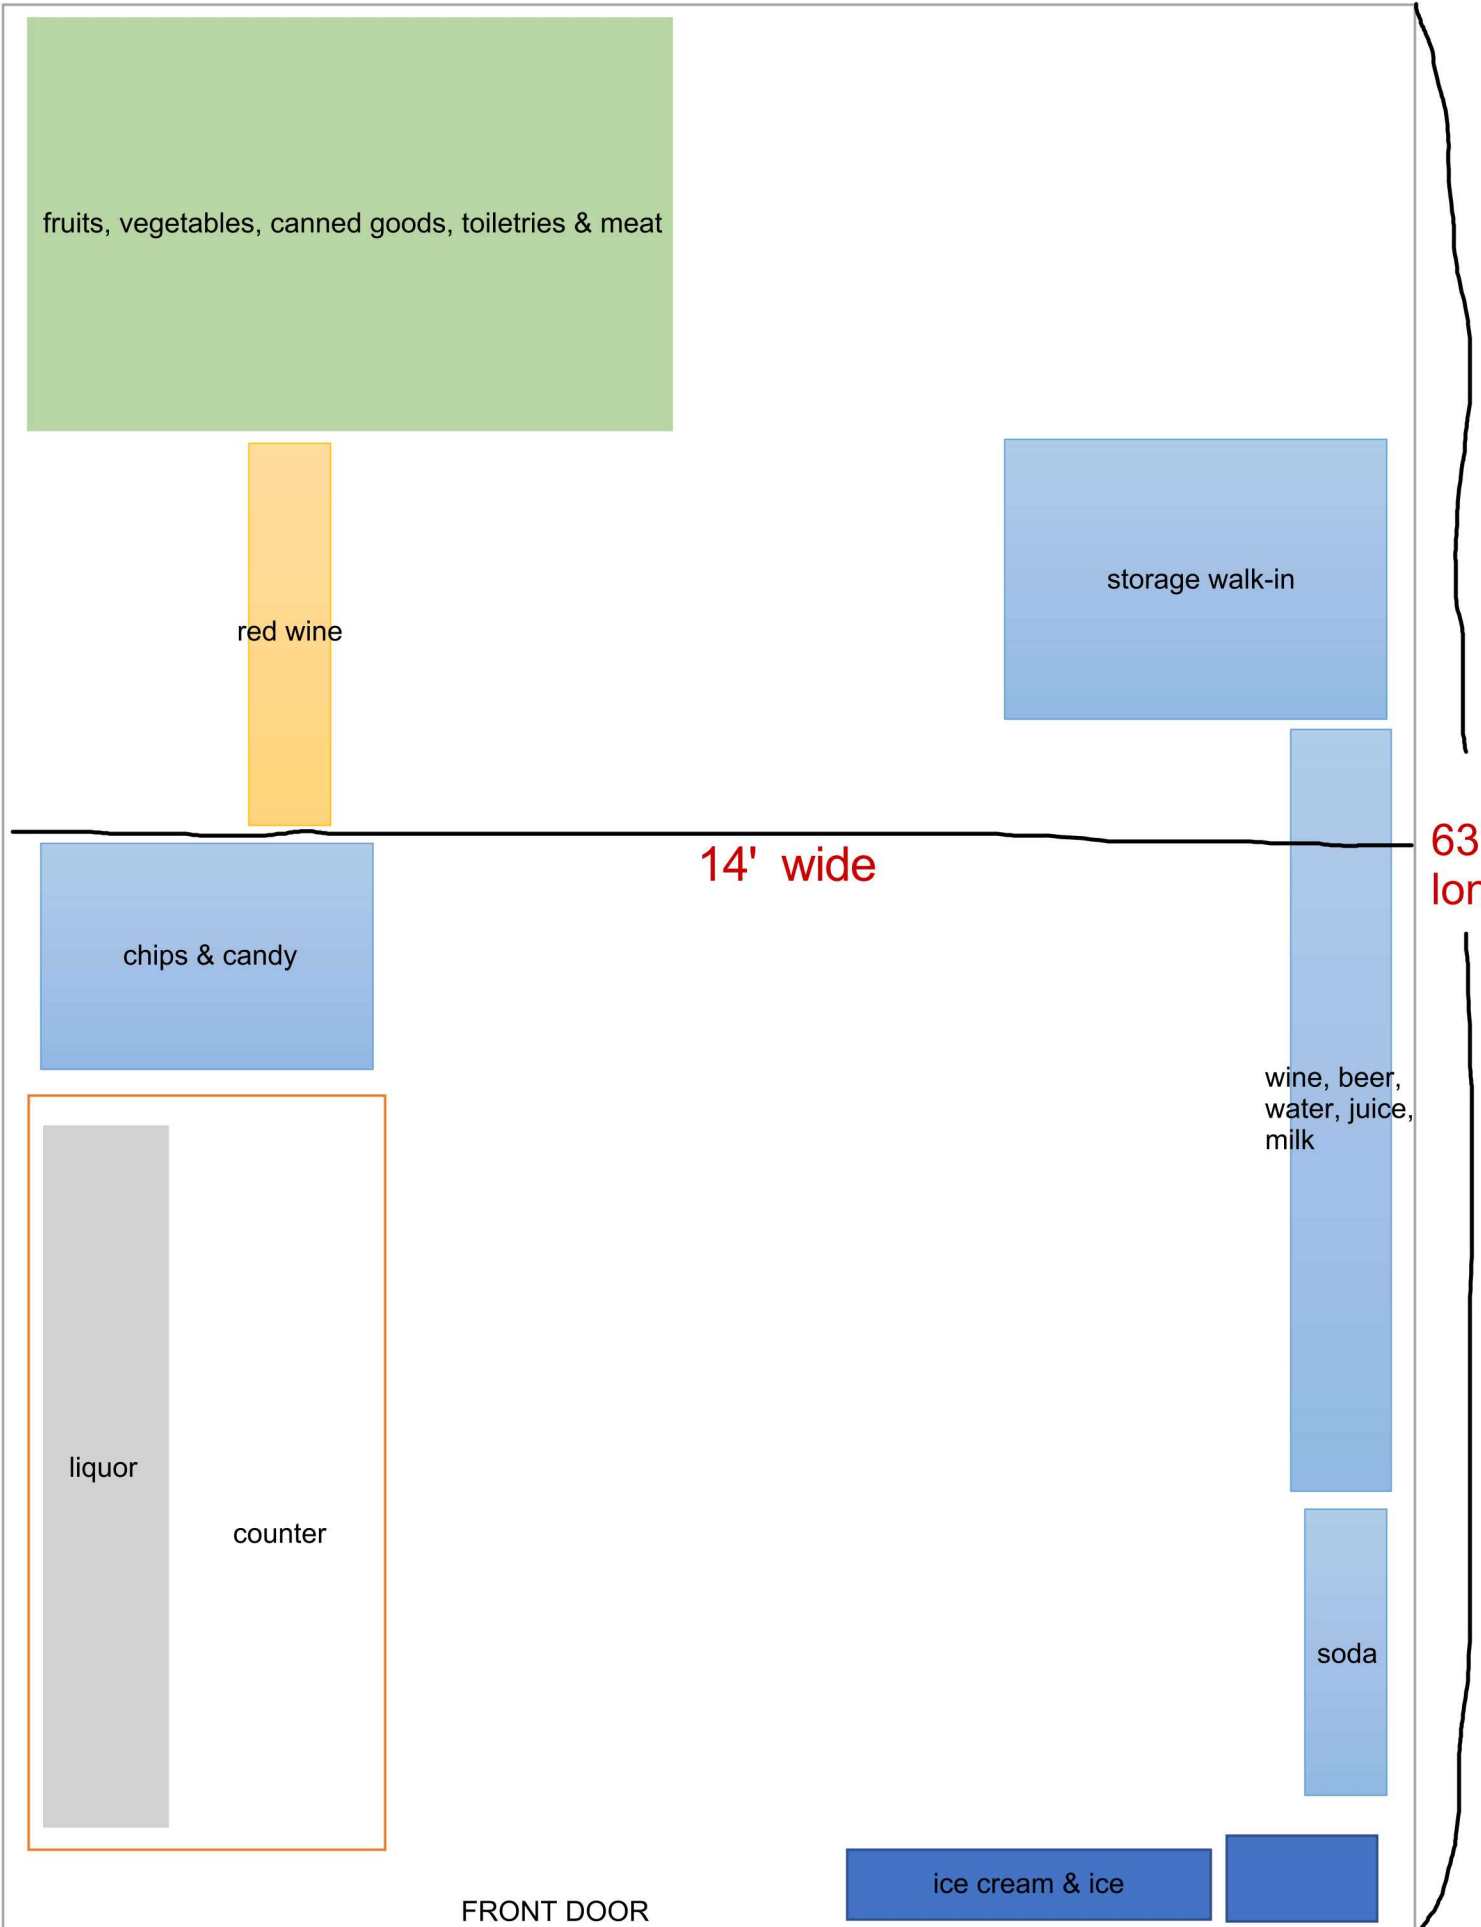 fruits, vegetables, canned goods, toiletries & meat
storage walk-in
red wine
14' wide
63
chips & candy
wine, beer,
water, juice,
milk
liquor
counter
soda
ice cream & ice
FRONT DOOR